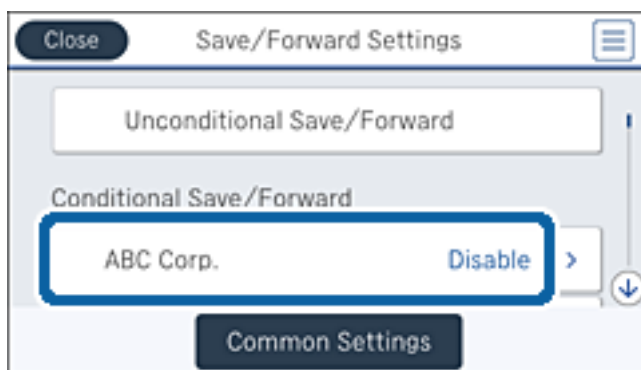 Close Save/Forward Settings
Unconditional Save/Forward
Conditional Save/Forward
ABC Corp. Disable >
Common Settings